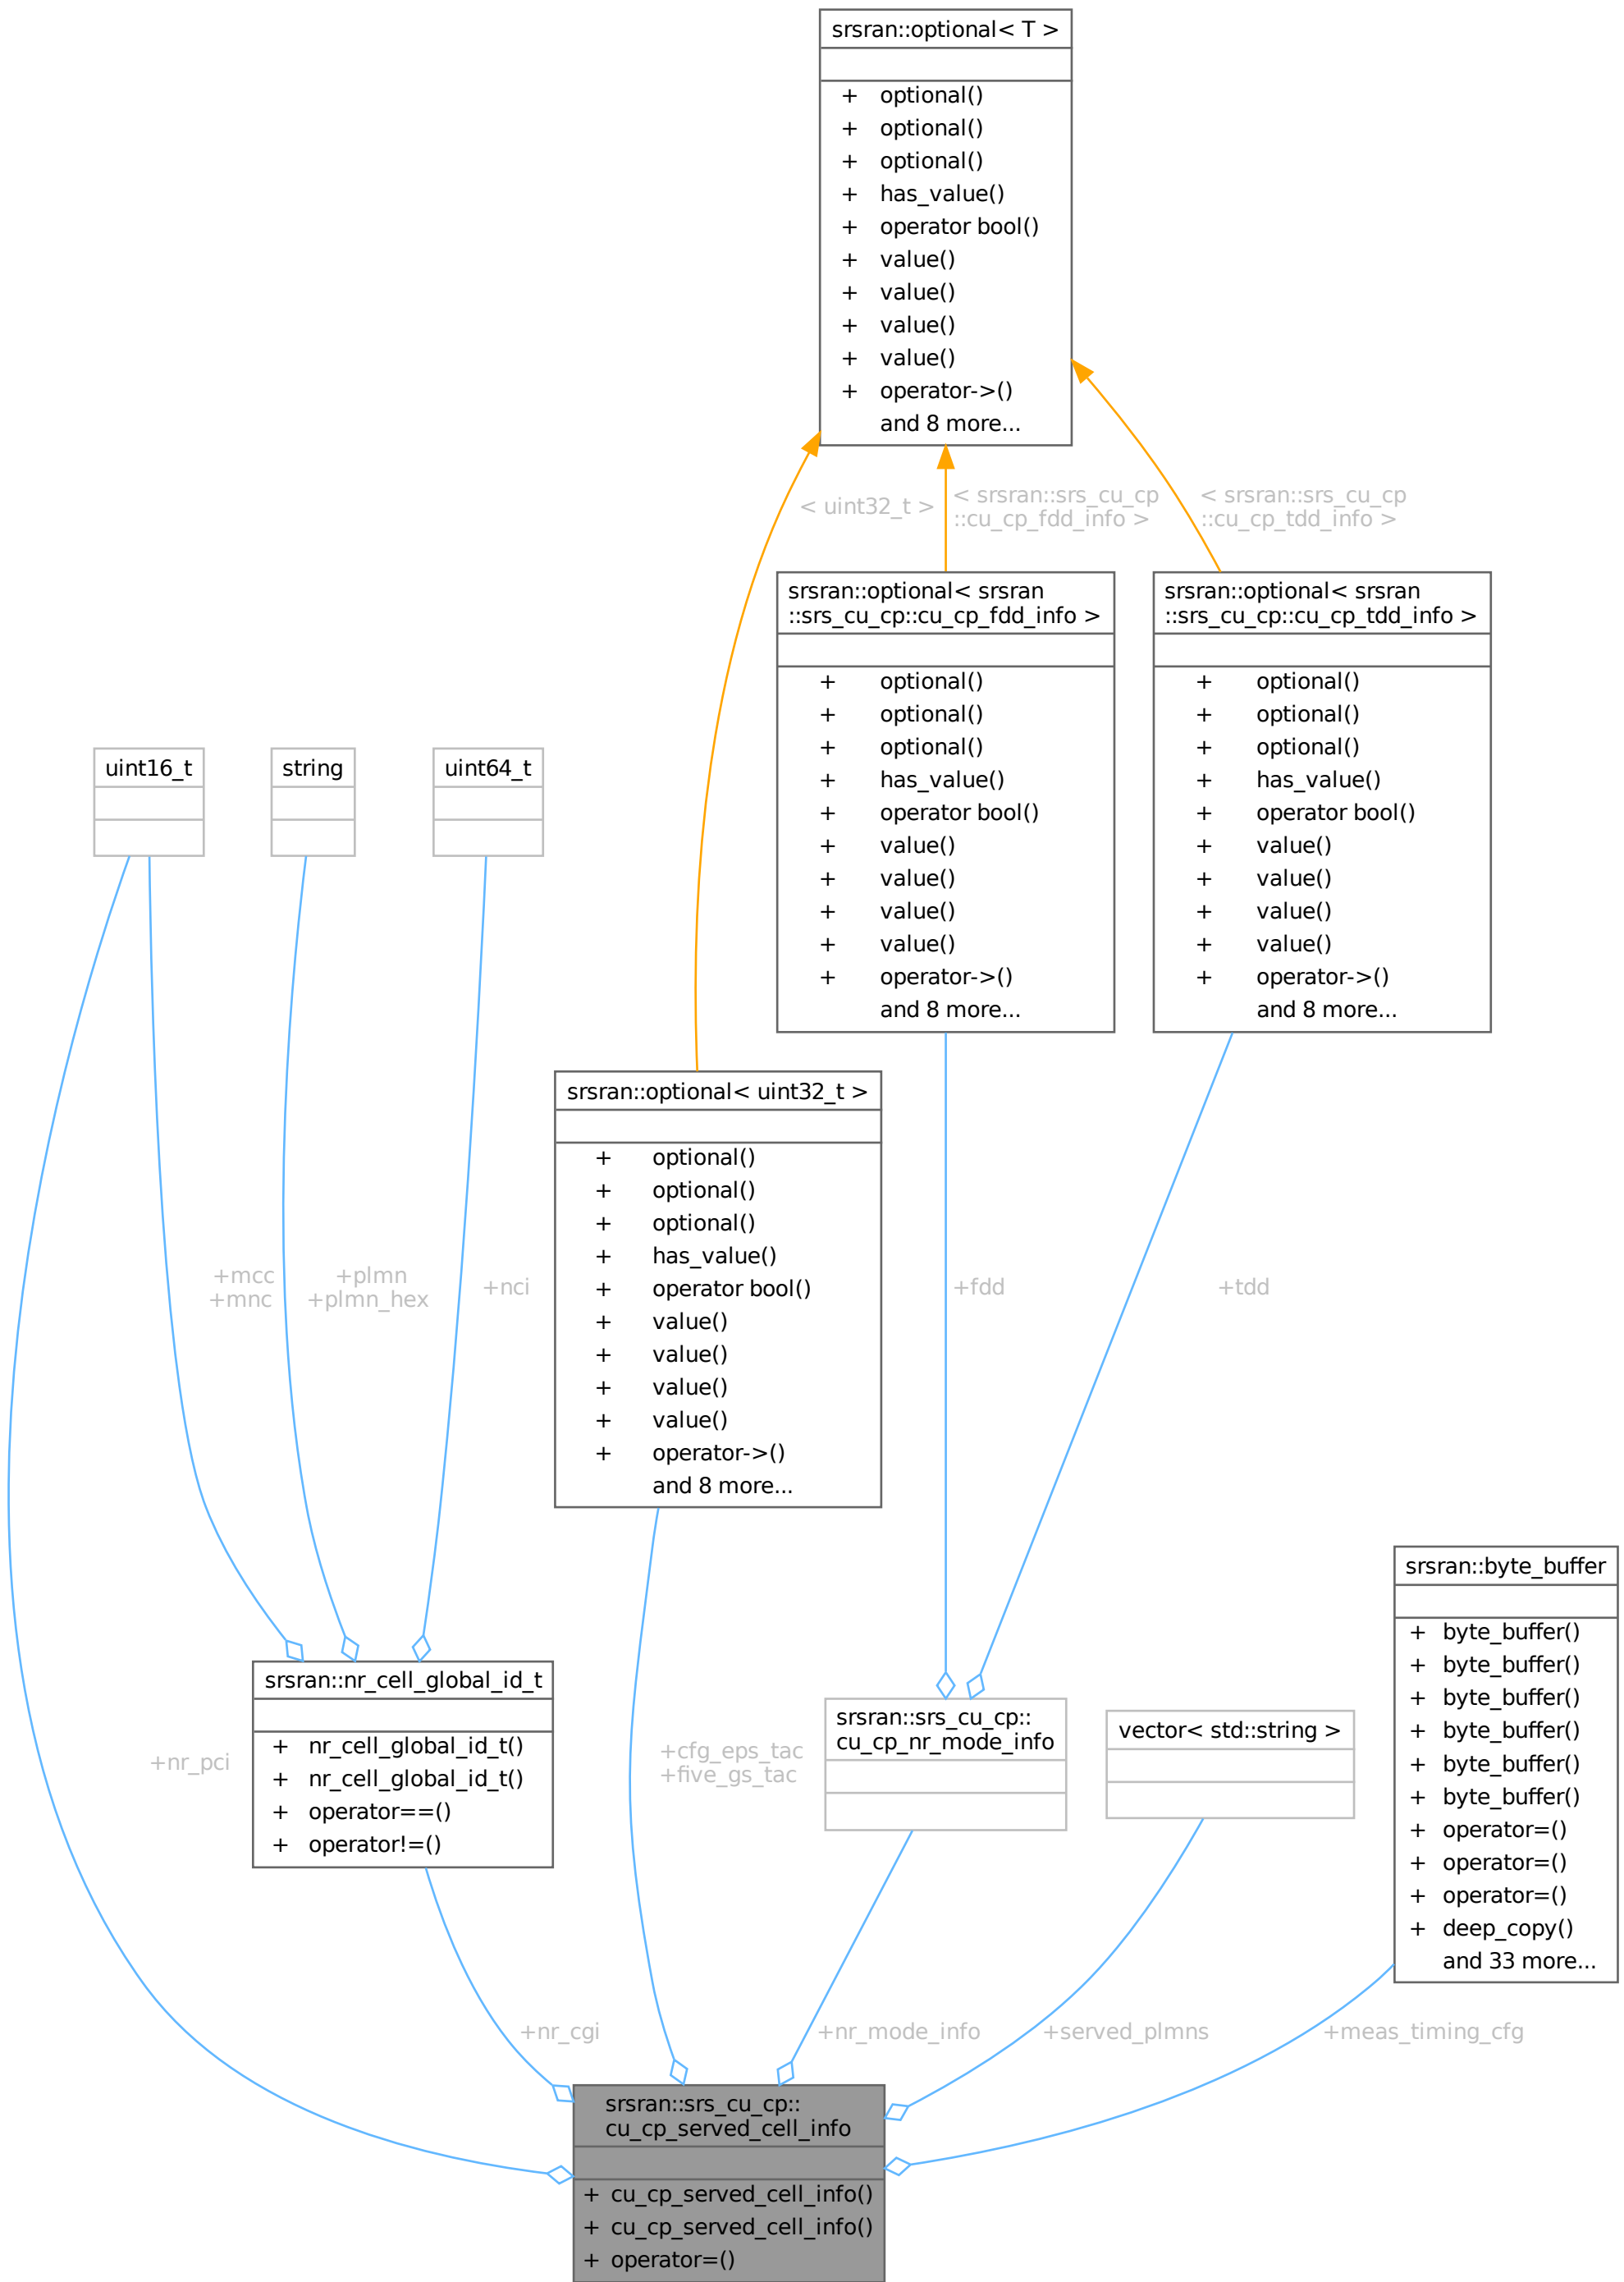 srsran::optional< T >
+ optional()
+ optional()
+ optional()
+ has_value()
+ operator bool()
+ value()
+ value()
+ value()
+ value()
+ operator->()
and 8 more...
< uint32_t >
< srsran::srs_cu_cp
::cu_cp_fdd_info >
< srsran::srs_cu_cp
::cu_cp_tdd_info >
srsran::optional< srsran
::srs_cu_cp::cu_cp_fdd_info >
+ optional()
+ optional()
+ optional()
+ has_value()
+ operator bool()
+ value()
+ value()
+ value()
+ value()
+ operator->()
and 8 more...
srsran::optional< srsran
::srs_cu_cp::cu_cp_tdd_info >
+ optional()
+ optional()
+ optional()
+ has_value()
+ operator bool()
+ value()
+ value()
+ value()
+ value()
+ operator->()
and 8 more...
uint16_t
string
uint64_t
srsran::optional< uint32_t >
+ optional()
+ optional()
+ optional()
+ has_value()
+ operator bool()
+ value()
+ value()
+ value()
+ value()
+ operator->()
and 8 more...
+mcc
+mnc
+plmn
+plmn_hex
+nci
+fdd
+tdd
srsran::byte_buffer
+ byte_buffer()
+ byte_buffer()
+ byte_buffer()
+ byte_buffer()
+ byte_buffer()
+ byte_buffer()
+ operator=()
+ operator=()
+ operator=()
+ deep_copy()
and 33 more...
srsran::nr_cell_global_id_t
+ nr_cell_global_id_t()
+ nr_cell_global_id_t()
+ operator==()
+ operator!=()
srsran::srs_cu_cp::
cu_cp_nr_mode_info
vector< std::string >
+nr_pci
+cfg_eps_tac
+five_gs_tac
+nr_cgi
+nr_mode_info
+served_plmns
+meas_timing_cfg
srsran::srs_cu_cp::
cu_cp_served_cell_info
+ cu_cp_served_cell_info()
+ cu_cp_served_cell_info()
+ operator=()